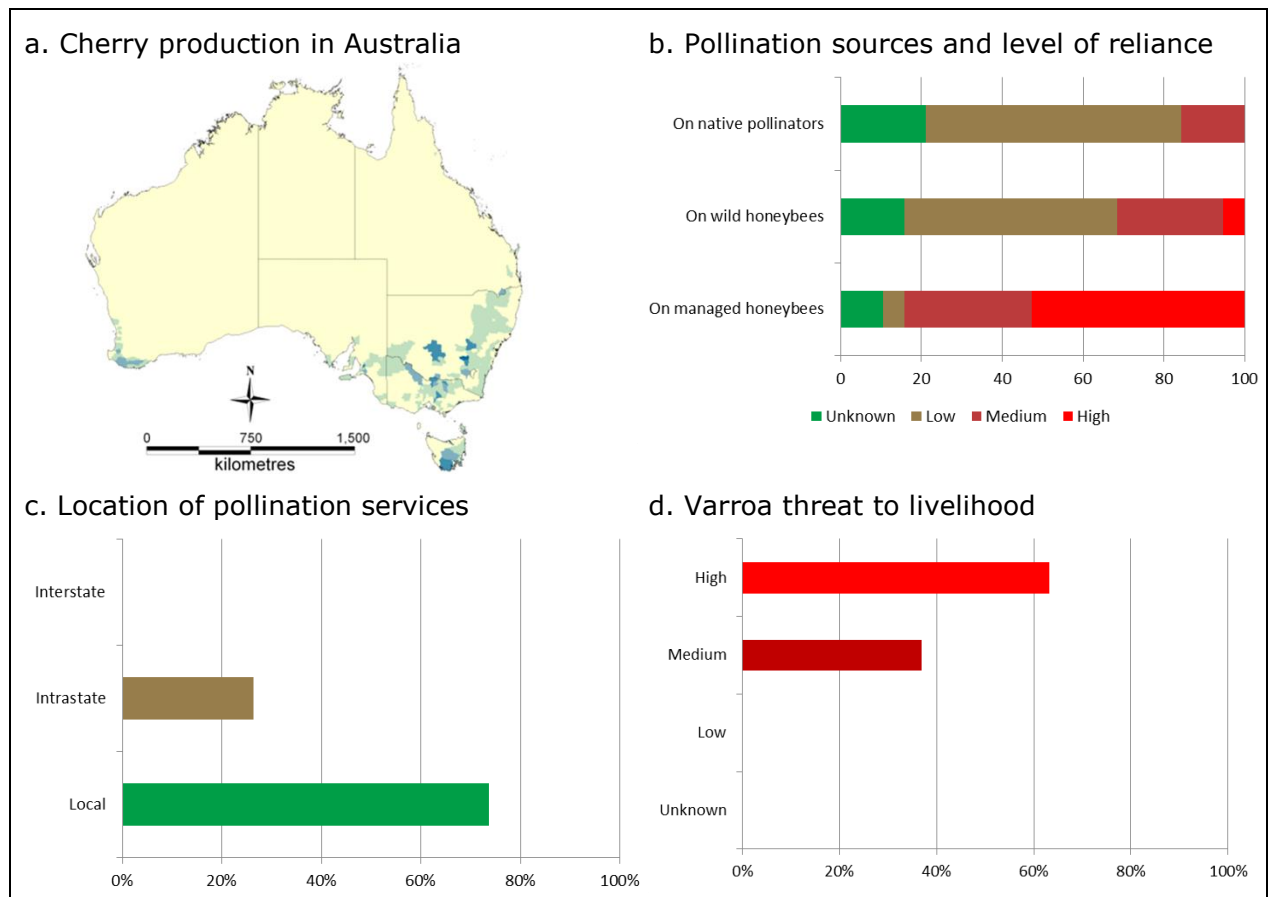 a. Cherry production in Australia
N
0 750 1,500
kilometres
b. Pollination sources and level of reliance
On native pollinators
On wild honeybees
On managed honeybees
0 20 40 60 80 100
Unknown Low Medium High
c. Location of pollination services
Interstate
Intrastate
Local
0% 20% 40% 60% 80% 100%
d. Varroa threat to livelihood
High
Medium
Low
Unknown
0% 20% 40% 60% 80% 100%